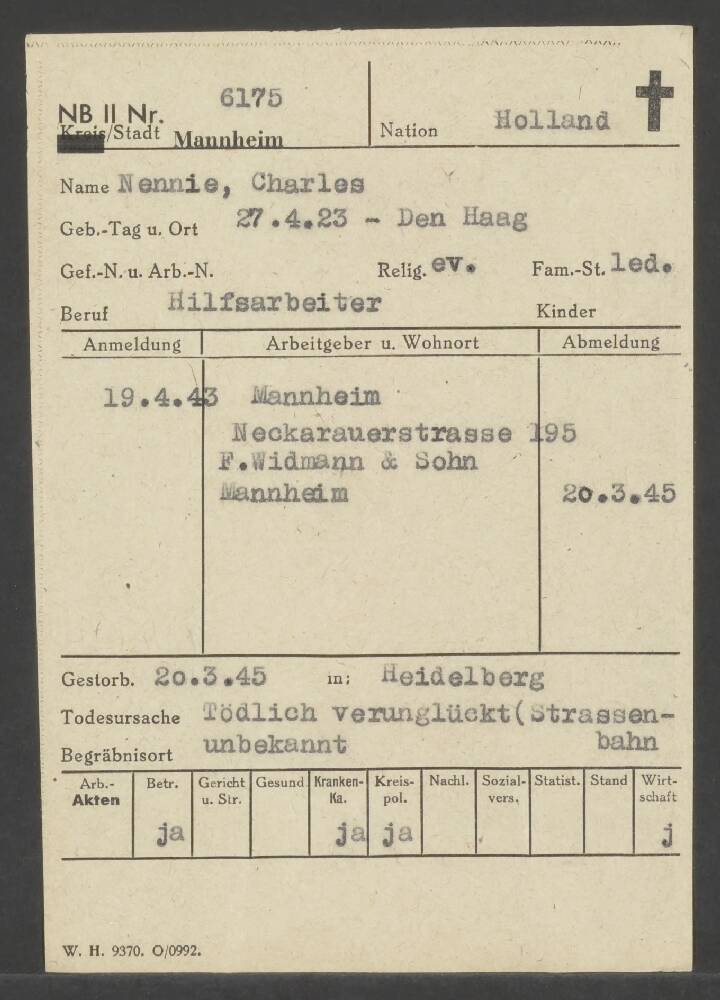 NB II Nr. 6175
Kreis/Stadt Mannheim
Nation Holland
Name Nennie, Charles
Geb.-Tag u. Ort 27.4.23 - Den Haag
Gef.-N. u. Arb.-N. Relig. ev. Fam.-St. led.
Beruf Hilfsarbeiter Kinder
Anmeldung Arbeitgeber u. Wohnort Abmeldung
19.4.43 Mannheim
Neckarauerstrasse 195
F.Widmann & Sohn
Mannheim 20.3.45
Gestorb. 20.3.45 in: Heidelberg
Todesursache Tödlich verunglückt(Strassen-
bahn
Begräbnisort unbekannt
Arb.- Betr. Gericht Gesund Kranken- Kreis- Nachl. Sozial- Statist. Stand Wirt-
Akten u. Str. Ka. pol. vers. schaft
ja ja ja j
W. H. 9370. O/0992.